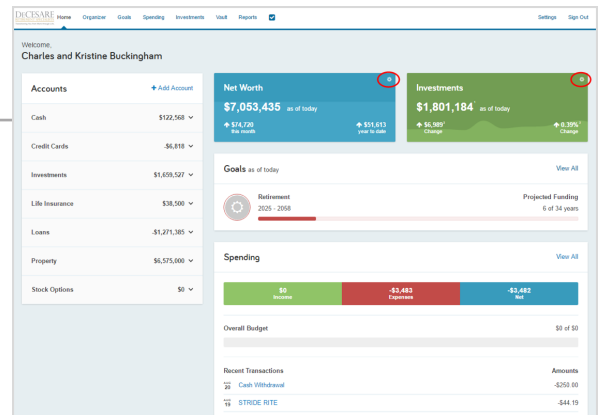 DECESARE
Home Organizer Goals Spending Investments Vault Reports
Settings Sign Out
Welcome,
Charles and Kristine Buckingham
Accounts + Add Account
Cash $122,568
Credit Cards -$6,818
Investments $1,659,527
Life Insurance $38,500
Loans -$1,271,385
Property $6,575,000
Stock Options $0
Net Worth
$7,053,435 as of today
$74,720 this month
$51,613 year to date
Investments
$1,801,184 as of today
$6,989 Change
0.39% Change
Goals as of today View All
Retirement Projected Funding
2025 - 2058 6 of 34 years
Spending View All
$0 -$3,483 -$3,482
Income Expenses Net
Overall Budget $0 of $0
Recent Transactions Amounts
20 Cash Withdrawal -$250.00
19 STRIDE RITE -$44.19